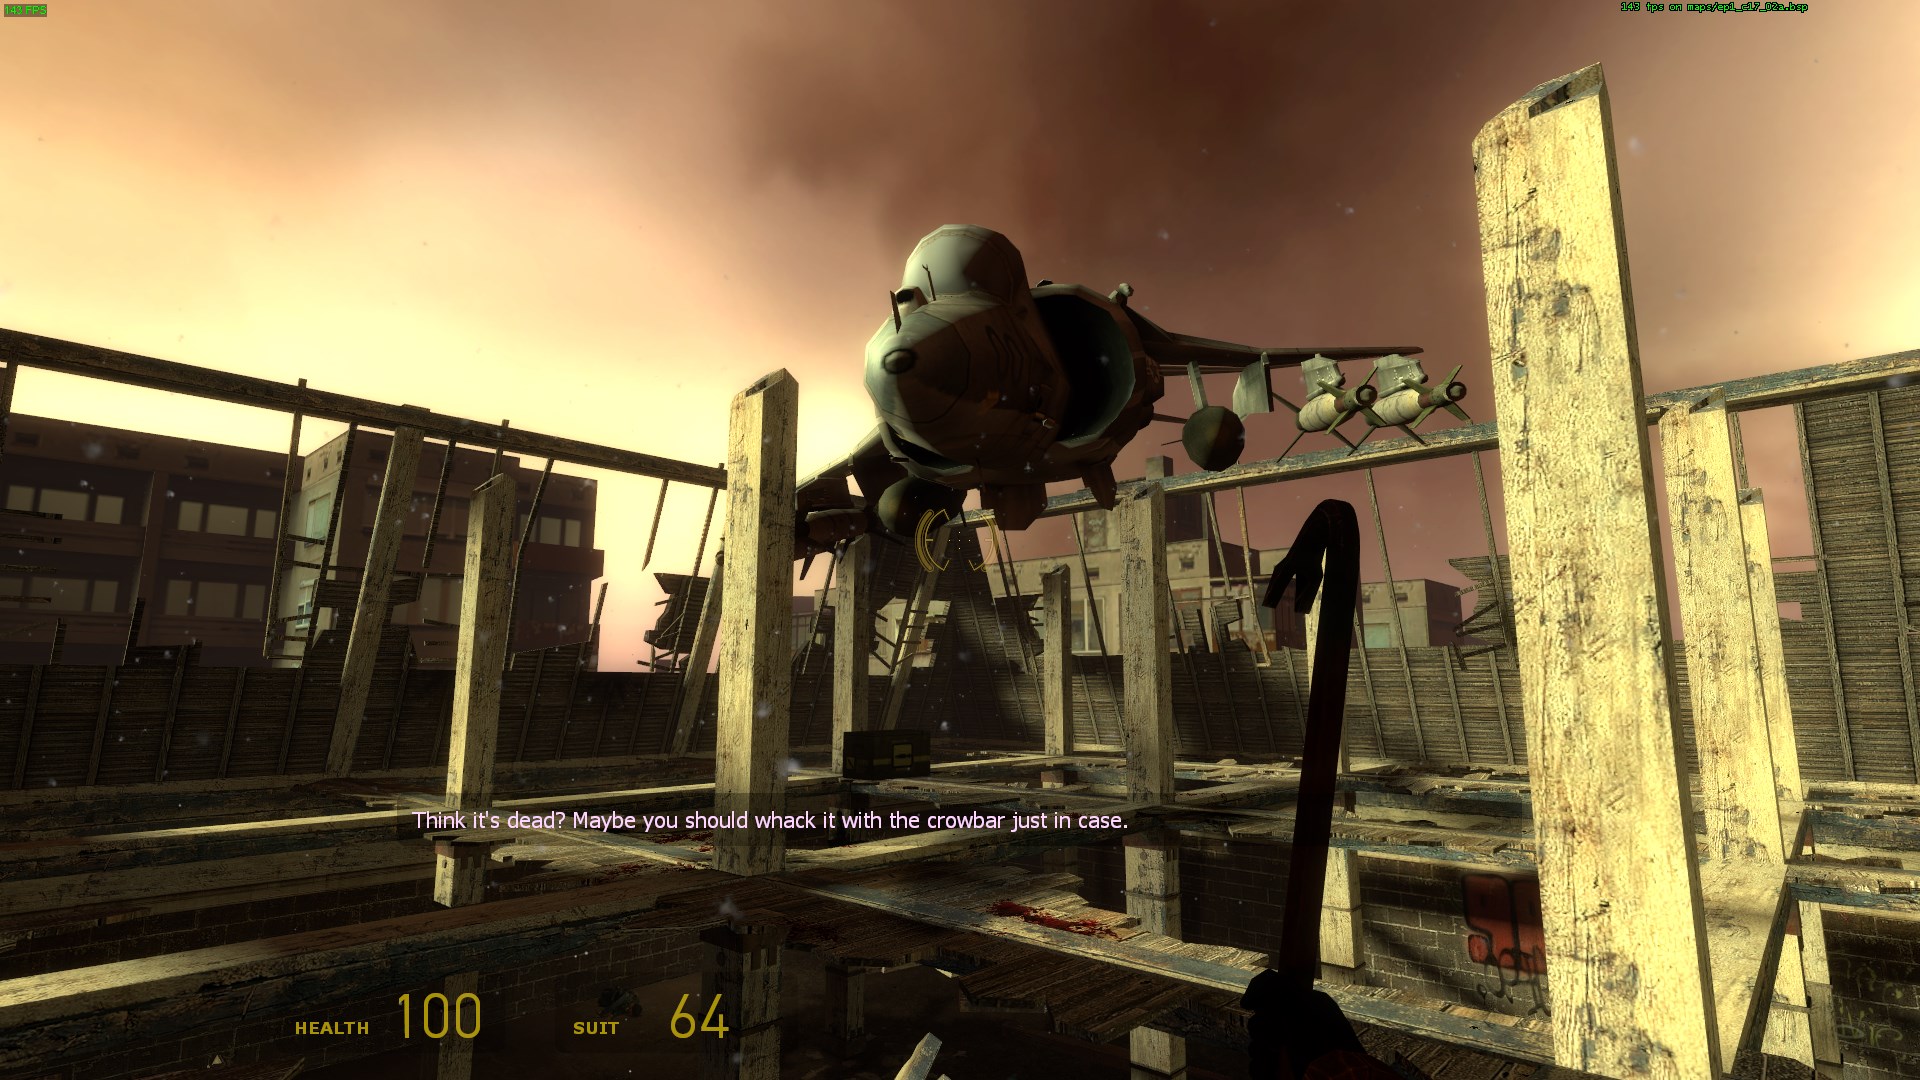 143 FPS
143 fps on maps/ep1_c17_02a.bsp
Think it's dead? Maybe you should whack it with the crowbar just in case.
HEALTH 100 SUIT 64